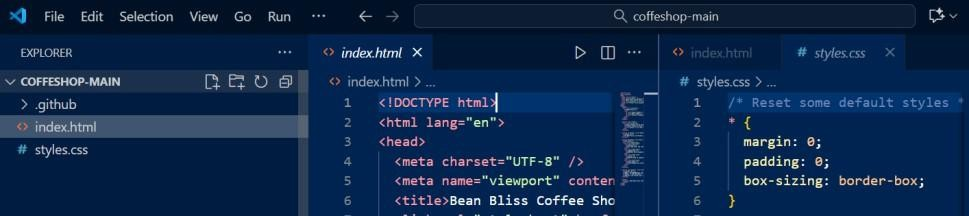 File Edit Selection View Go Run ··· coffeshop-main
EXPLORER ···
COFFESHOP-MAIN
.github
index.html
styles.css
index.html
index.html > ...
1 <!DOCTYPE html>
2 <html lang="en">
3 <head>
4 <meta charset="UTF-8" />
5 <meta name="viewport" conten
6 <title>Bean Bliss Coffee Sho
index.html styles.css
styles.css > ...
1 /* Reset some default styles *
2 * {
3 margin: 0;
4 padding: 0;
5 box-sizing: border-box;
6 }